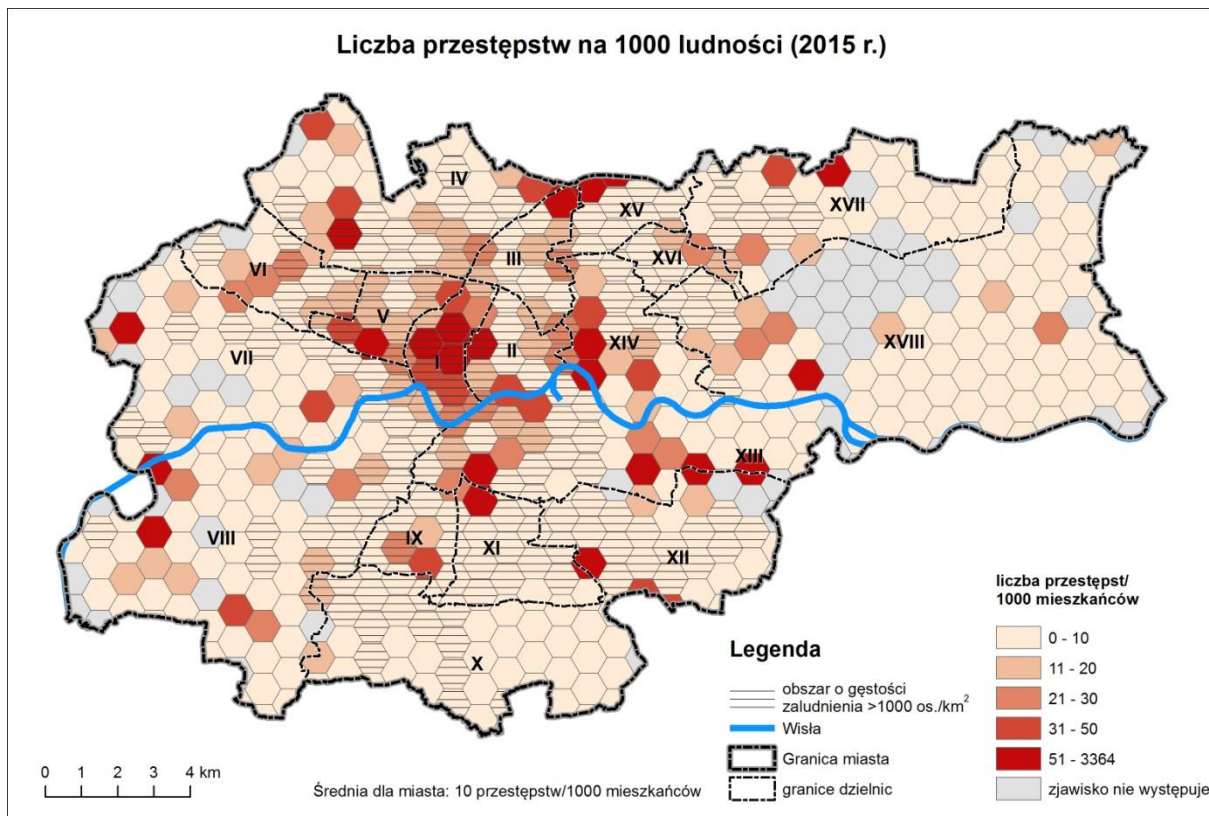 Liczba przestępstw na 1000 ludności (2015 r.)
IV
XV
XVII
III
XVI
VI
V
II
XIV
XVIII
VII
I
XIII
VIII
IX
XI
XII
X
Legenda
obszar o gęstości
zaludnienia >1000 os./km²
Wisła
Granica miasta
granice dzielnic
liczba przestępst/
1000 mieszkańców
0 - 10
11 - 20
21 - 30
31 - 50
51 - 3364
zjawisko nie występuje
0 1 2 3 4 km
Średnia dla miasta: 10 przestępstw/1000 mieszkańców